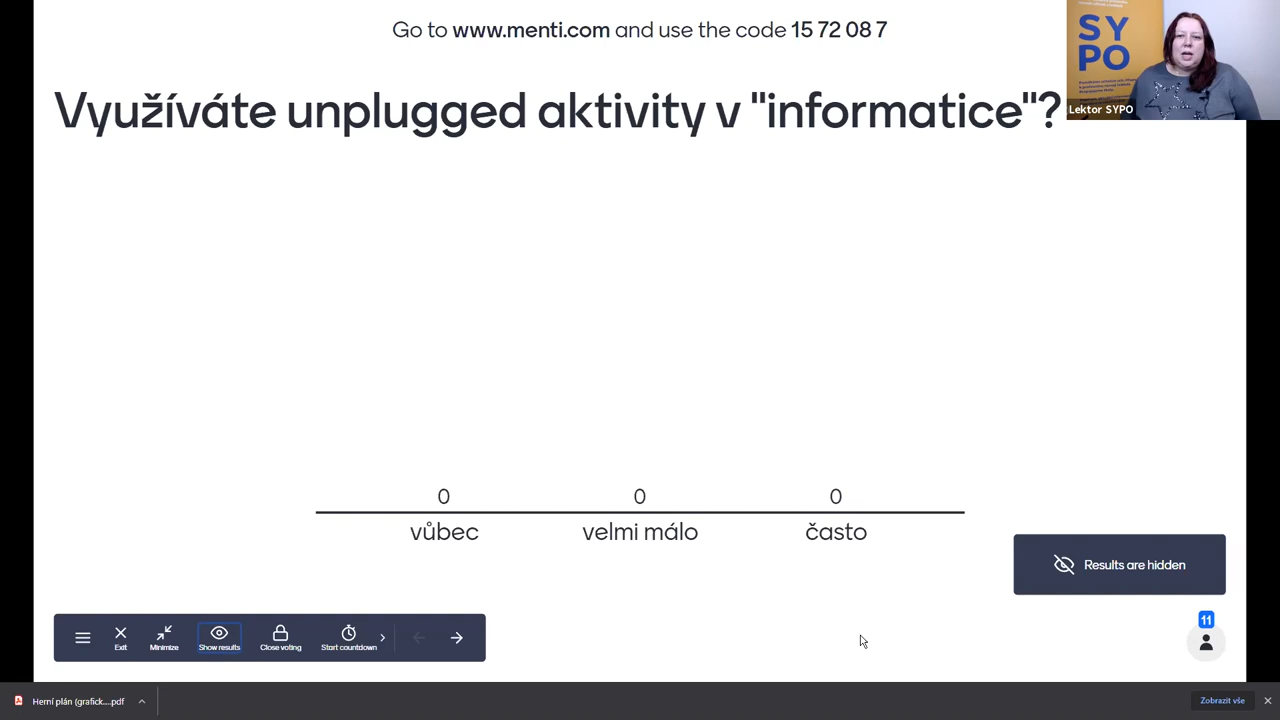 Go to www.menti.com and use the code 15 72 08 7
Využíváte unplugged aktivity v "informatice"?
SY
PO
Lektor SYPO
0 0 0
vůbec velmi málo často
Results are hidden
11
Exit Minimize Show results Close voting Start countdown
Herní plán (grafick....pdf
Zobrazit vše